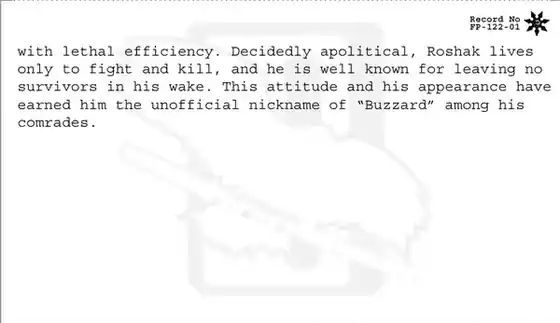 Record No
FP-122-01
with lethal efficiency. Decidedly apolitical, Roshak lives
only to fight and kill, and he is well known for leaving no
survivors in his wake. This attitude and his appearance have
earned him the unofficial nickname of “Buzzard” among his
comrades.